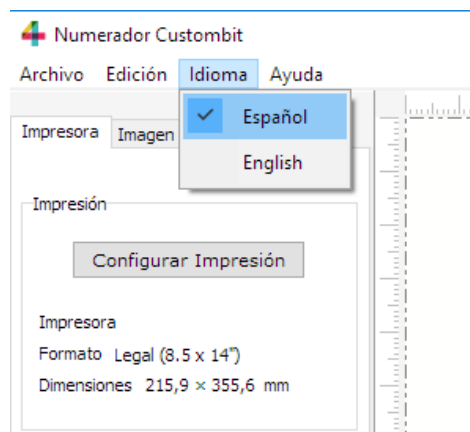 Numerador Custombit
Archivo Edición Idioma Ayuda
Español
English
Impresora Imagen
Impresión
Configurar Impresión
Impresora
Formato Legal (8.5 x 14")
Dimensiones 215,9 × 355,6 mm